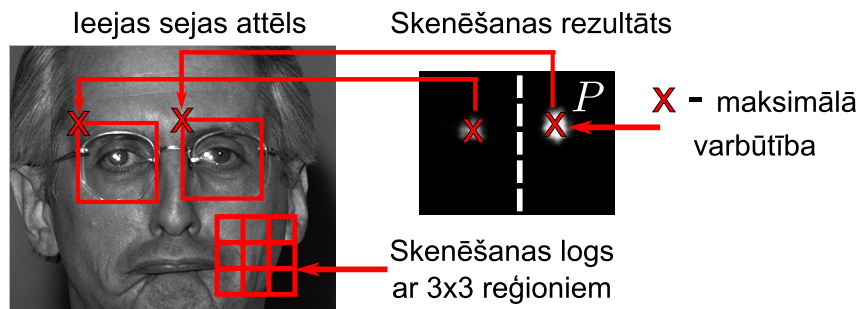 Ieejas sejas attēls
Skenēšanas rezultāts
P
X - maksimālā
varbūtība
X
X
X
X
Skenēšanas logs
ar 3x3 reģioniem